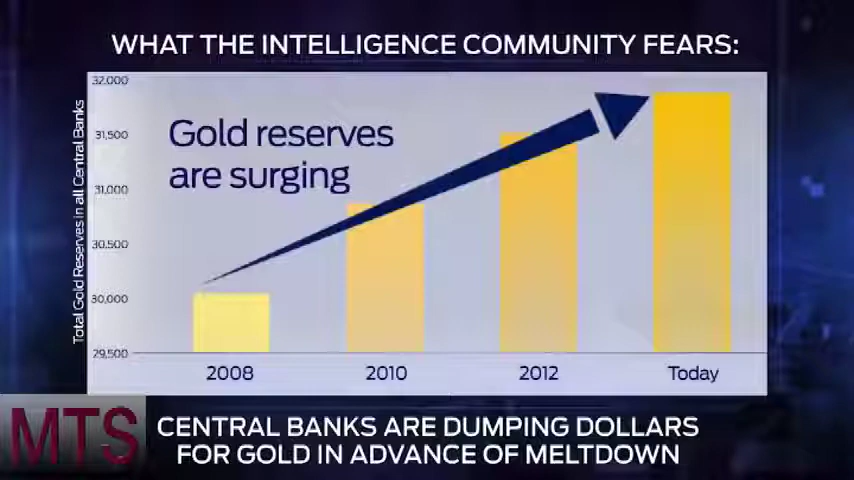 WHAT THE INTELLIGENCE COMMUNITY FEARS:
Total Gold Reserves in all Central Banks
32,000
31,500
31,000
30,500
30,000
29,500
Gold reserves
are surging
2008
2010
2012
Today
MTS
CENTRAL BANKS ARE DUMPING DOLLARS
FOR GOLD IN ADVANCE OF MELTDOWN